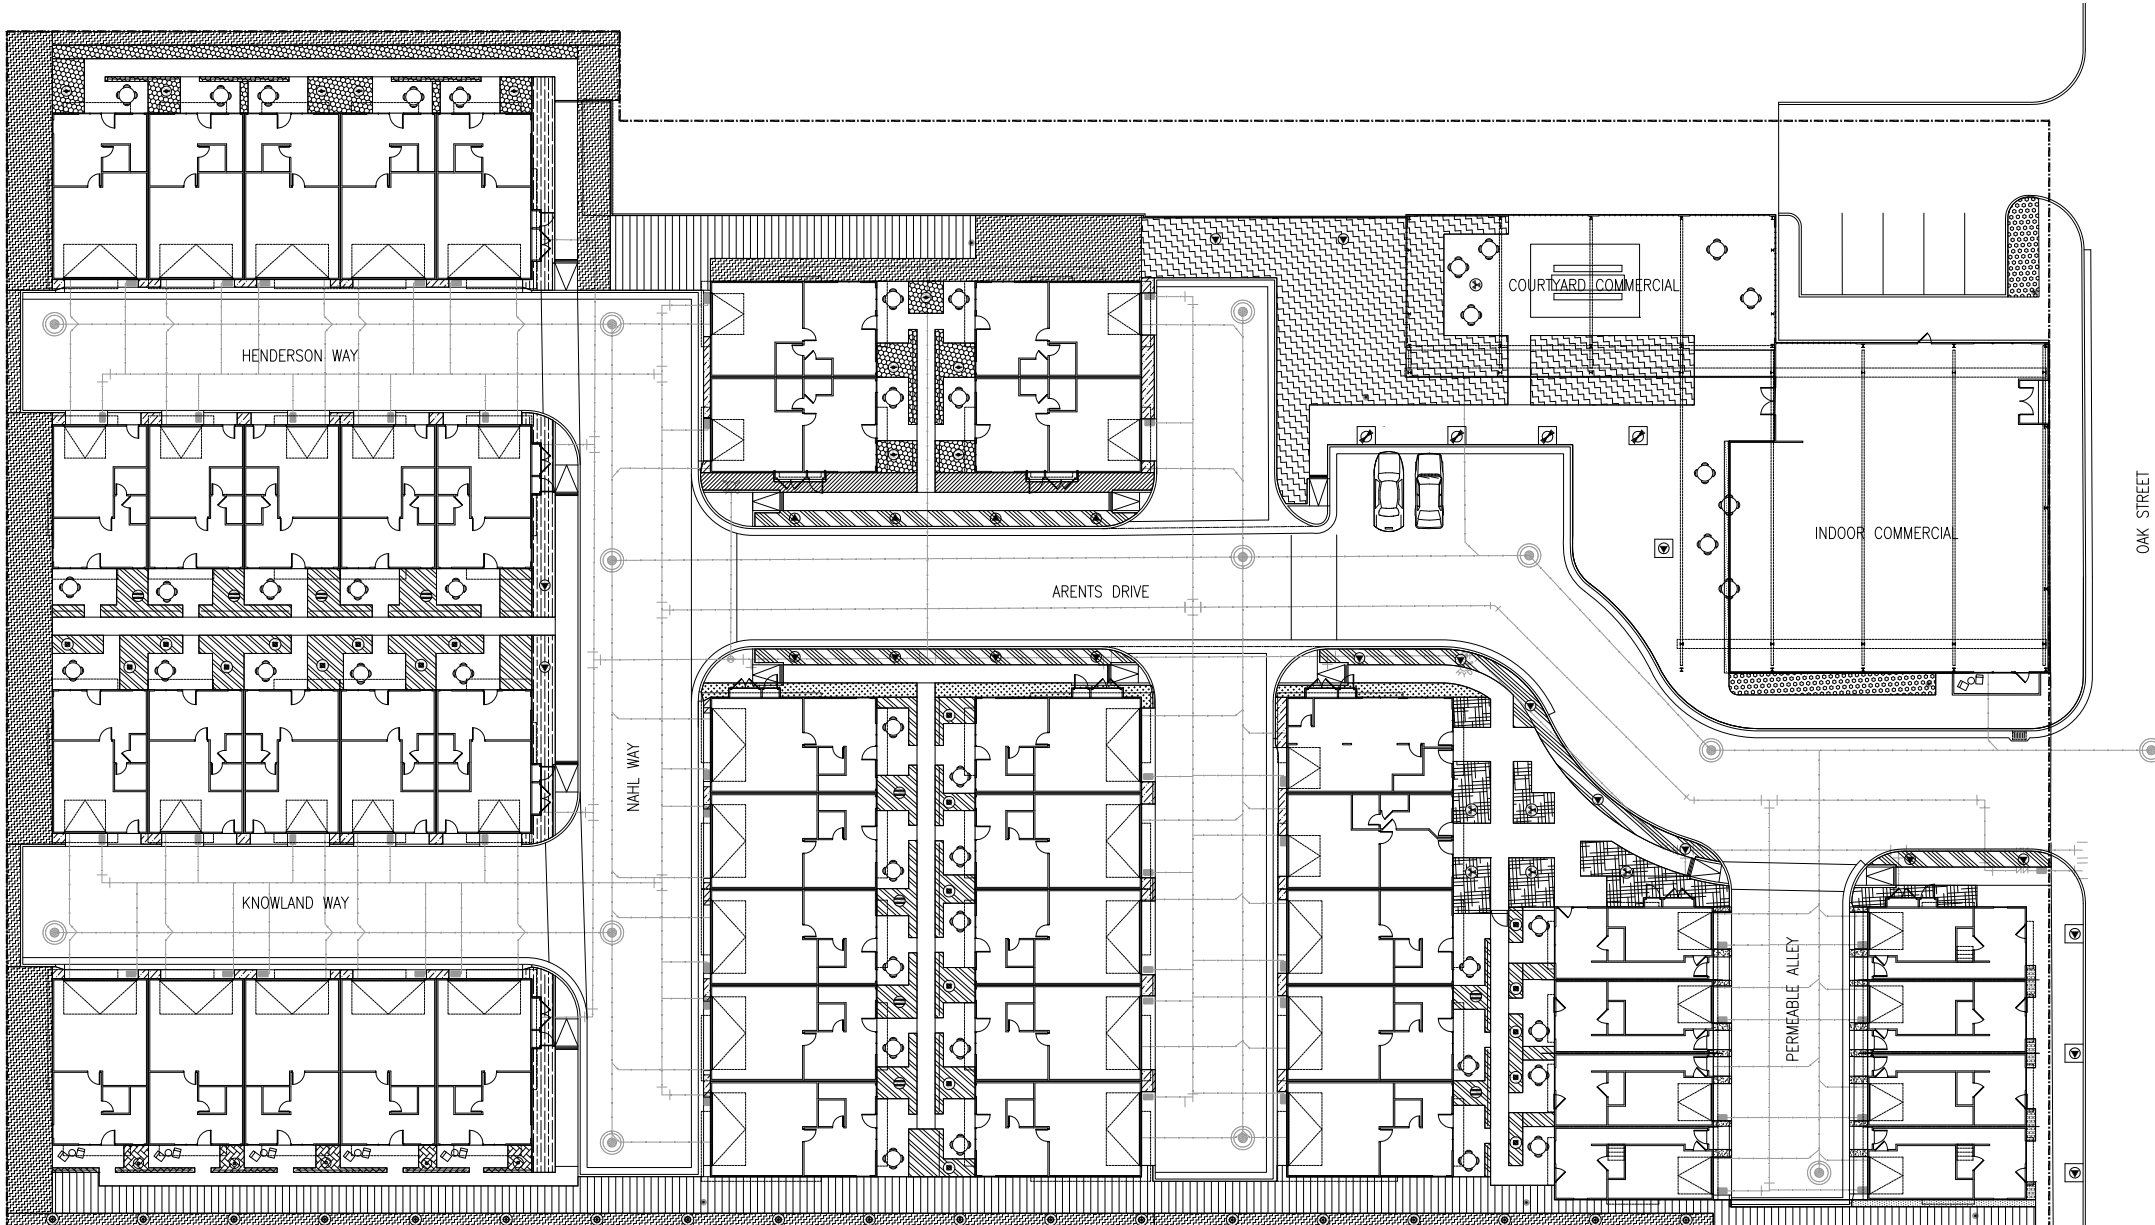 COURTYARD COMMERCIAL
HENDERSON WAY
INDOOR COMMERCIAL
OAK STREET
ARENTS DRIVE
NAHL WAY
KNOWLAND WAY
PERMEABLE ALLEY